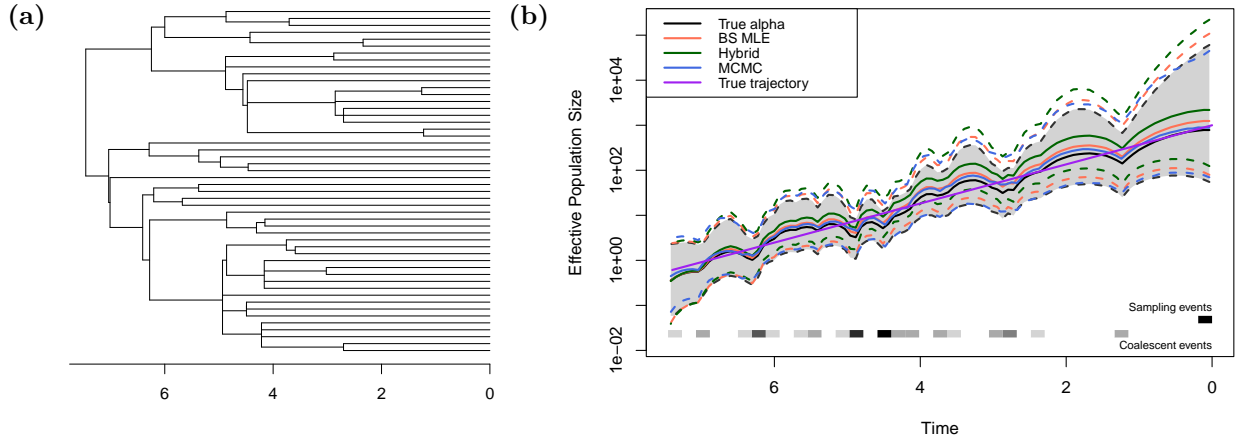 (a)
6
4
2
0
(b)
True alpha
BS MLE
Hybrid
MCMC
True trajectory
Effective Population Size
1e+04
1e+02
1e+00
1e−02
Sampling events
Coalescent events
6
4
2
0
Time